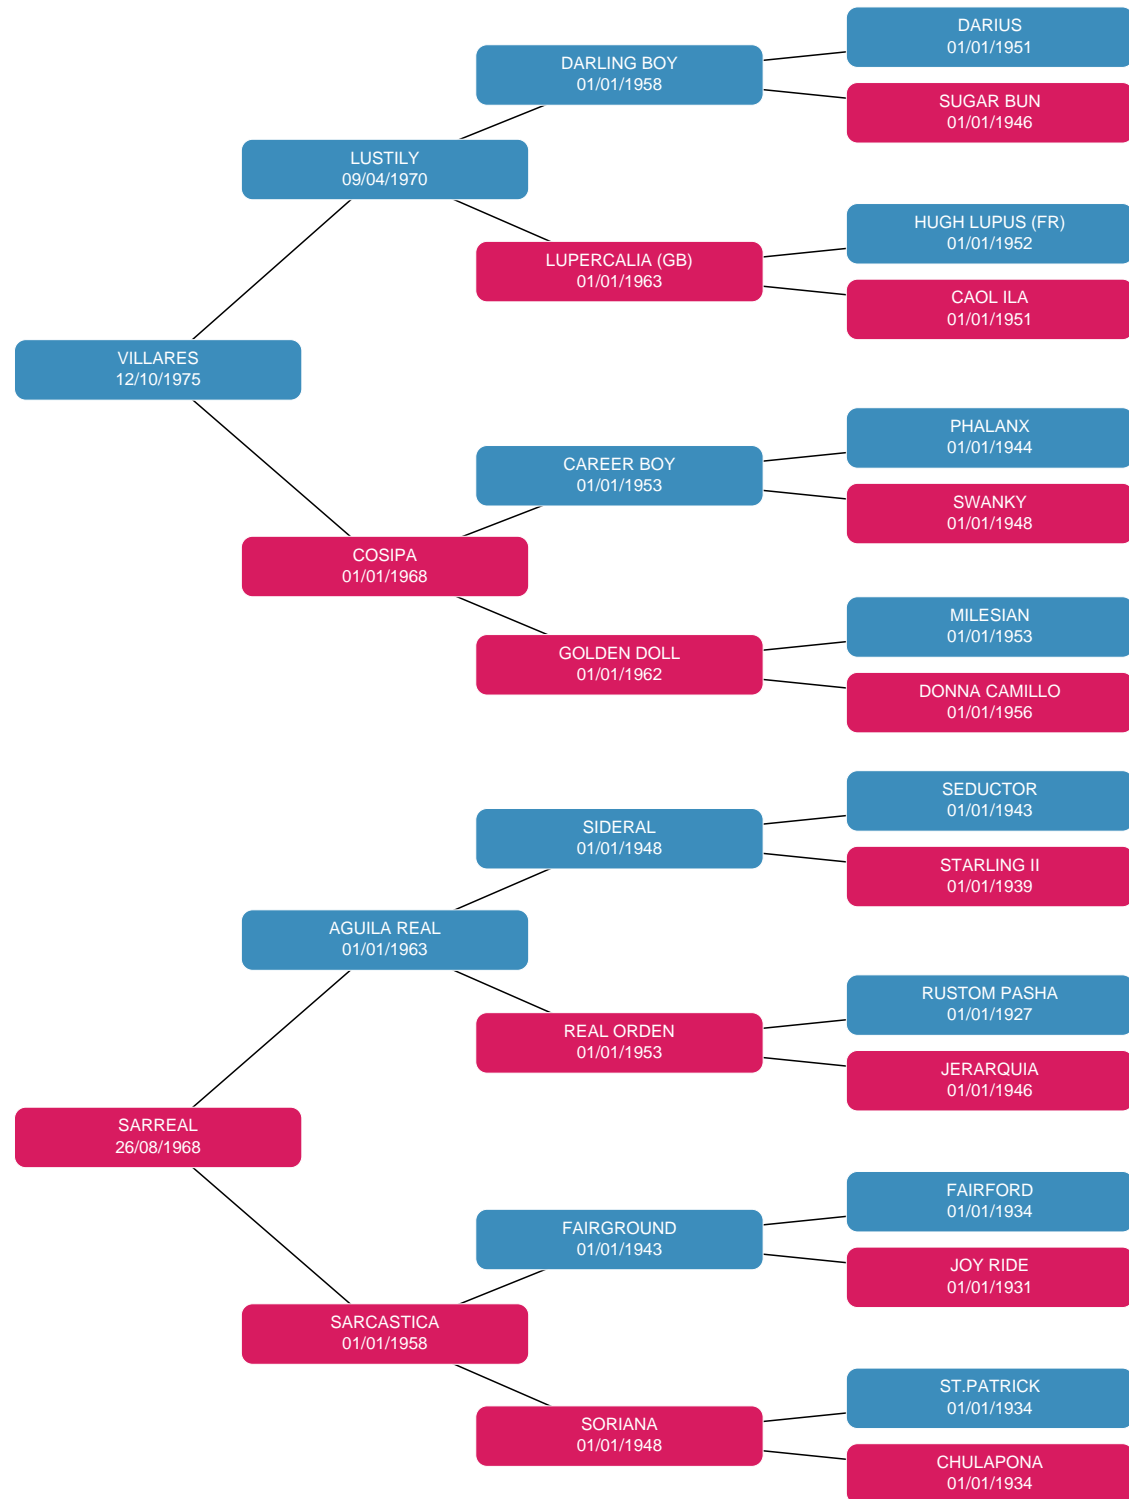 DARIUS
01/01/1951
DARLING BOY
01/01/1958
SUGAR BUN
01/01/1946
LUSTILY
09/04/1970
HUGH LUPUS (FR)
01/01/1952
LUPERCALIA (GB)
01/01/1963
CAOL ILA
01/01/1951
VILLARES
12/10/1975
PHALANX
01/01/1944
CAREER BOY
01/01/1953
SWANKY
01/01/1948
COSIPA
01/01/1968
MILESIAN
01/01/1953
GOLDEN DOLL
01/01/1962
DONNA CAMILLO
01/01/1956
SEDUCTOR
01/01/1943
SIDERAL
01/01/1948
STARLING II
01/01/1939
AGUILA REAL
01/01/1963
RUSTOM PASHA
01/01/1927
REAL ORDEN
01/01/1953
JERARQUIA
01/01/1946
SARREAL
26/08/1968
FAIRFORD
01/01/1934
FAIRGROUND
01/01/1943
JOY RIDE
01/01/1931
SARCASTICA
01/01/1958
ST.PATRICK
01/01/1934
SORIANA
01/01/1948
CHULAPONA
01/01/1934